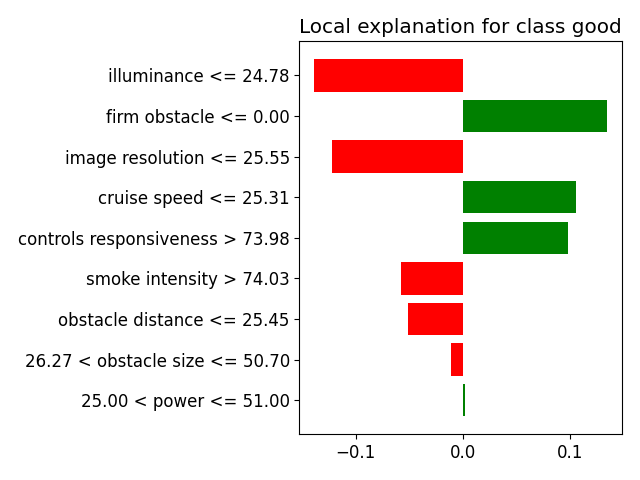 Local explanation for class good
illuminance <= 24.78
firm obstacle <= 0.00
image resolution <= 25.55
cruise speed <= 25.31
controls responsiveness > 73.98
smoke intensity > 74.03
obstacle distance <= 25.45
26.27 < obstacle size <= 50.70
25.00 < power <= 51.00
−0.1 0.0 0.1